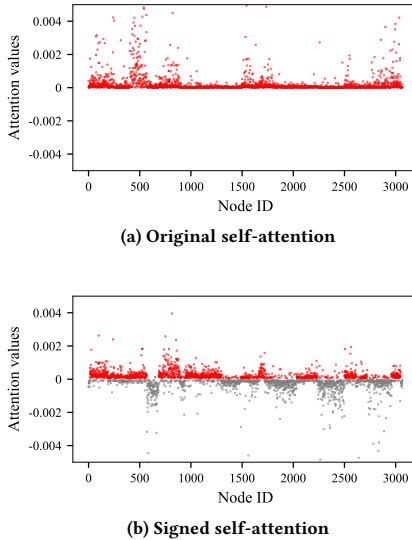 0.004
0.002
0
-0.002
-0.004
Attention values
0 500 1000 1500 2000 2500 3000
Node ID
(a) Original self-attention
0.004
0.002
0
-0.002
-0.004
Attention values
0 500 1000 1500 2000 2500 3000
Node ID
(b) Signed self-attention